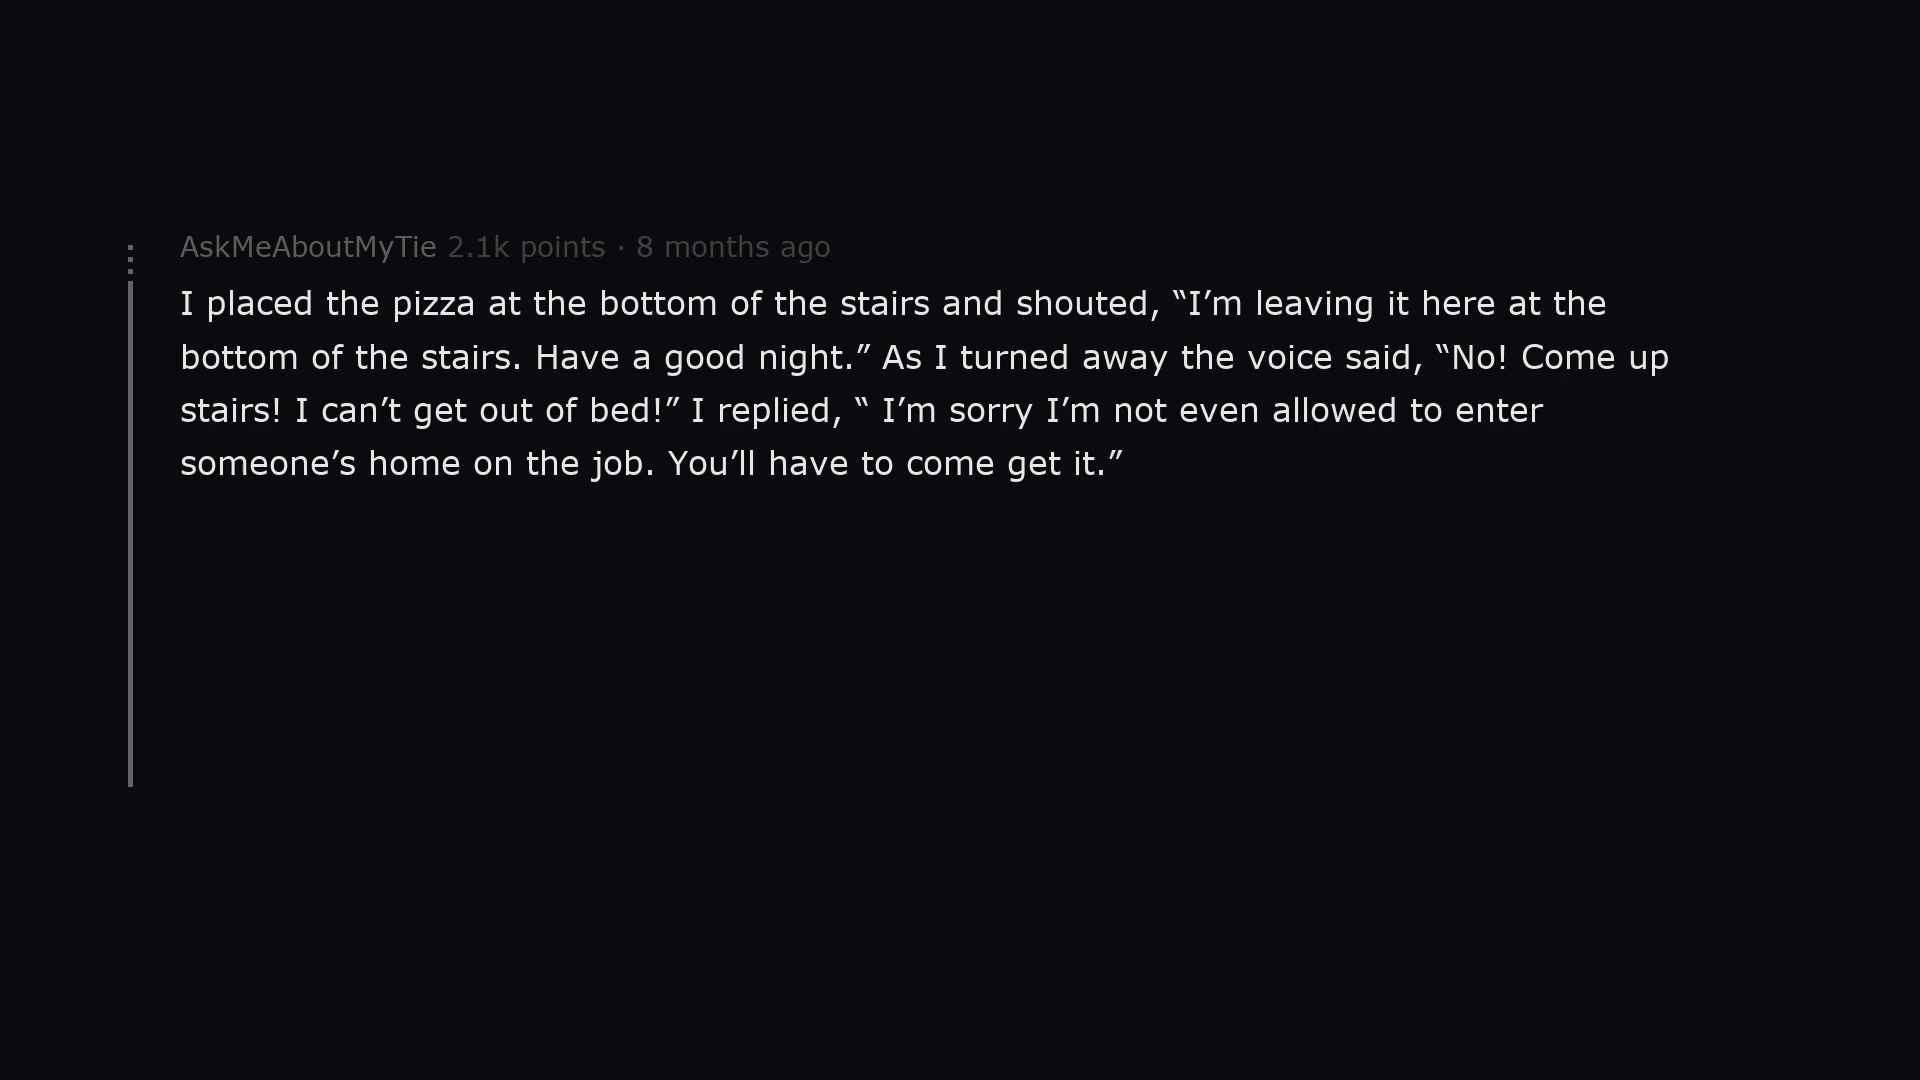 AskMeAboutMyTie 2.1k points · 8 months ago
I placed the pizza at the bottom of the stairs and shouted, “I’m leaving it here at the
bottom of the stairs. Have a good night.” As I turned away the voice said, “No! Come up
stairs! I can’t get out of bed!” I replied, “ I’m sorry I’m not even allowed to enter
someone’s home on the job. You’ll have to come get it.”